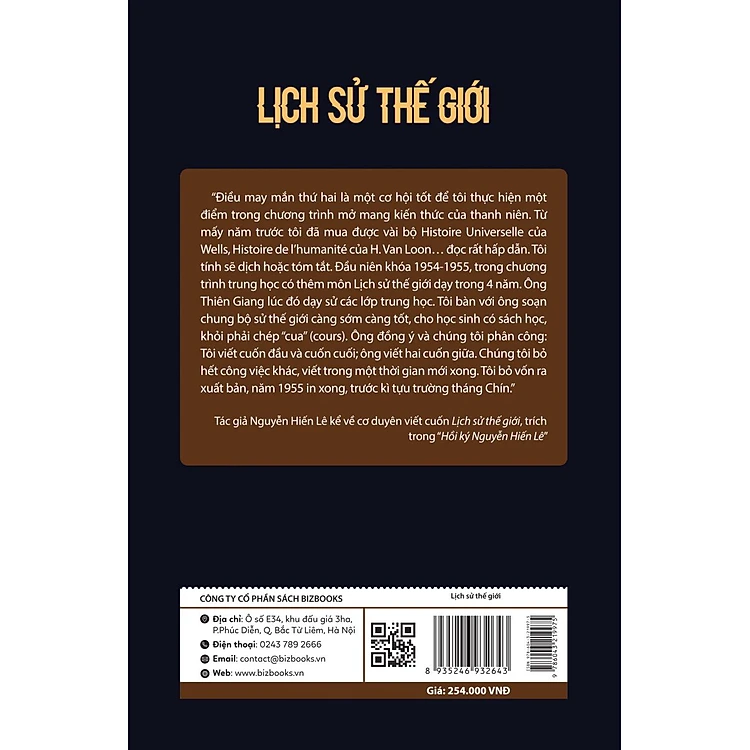 LỊCH SỬ THẾ GIỚI
“Điều may mắn thứ hai là một cơ hội tốt để tôi thực hiện một
điểm trong chương trình mở mang kiến thức của thanh niên. Từ
mấy năm trước tôi đã mua được vài bộ Histoire Universelle của
Wells, Histoire de l’humanité của H. Van Loon… đọc rất hấp dẫn. Tôi
tính sẽ dịch hoặc tóm tắt. Đầu niên khóa 1954-1955, trong chương
trình trung học có thêm môn Lịch sử thế giới dạy trong 4 năm. Ông
Thiên Giang lúc đó dạy sử các lớp trung học. Tôi bàn với ông soạn
chung bộ sử thế giới càng sớm càng tốt, cho học sinh có sách học,
khỏi phải chép “cua” (cours). Ông đồng ý và chúng tôi phân công:
Tôi viết cuốn đầu và cuốn cuối; ông viết hai cuốn giữa. Chúng tôi bỏ
hết công việc khác, viết trong một thời gian mới xong. Tôi bỏ vốn ra
xuất bản, năm 1955 in xong, trước kì tựu trường tháng Chín.”
Tác giả Nguyễn Hiến Lê kể về cơ duyên viết cuốn Lịch sử thế giới, trích
trong “Hồi ký Nguyễn Hiến Lê”
CÔNG TY CỔ PHẦN SÁCH BIZBOOKS
Địa chỉ: Ô số E34, khu đấu giá 3ha,
P.Phúc Diễn, Q, Bắc Từ Liêm, Hà Nội
Điện thoại: 0243 789 2666
Email: contact@bizbooks.vn
Web: www.bizbooks.vn
Lịch sử thế giới
8 935246 932643
9 786043 219975
Giá: 254.000 VNĐ